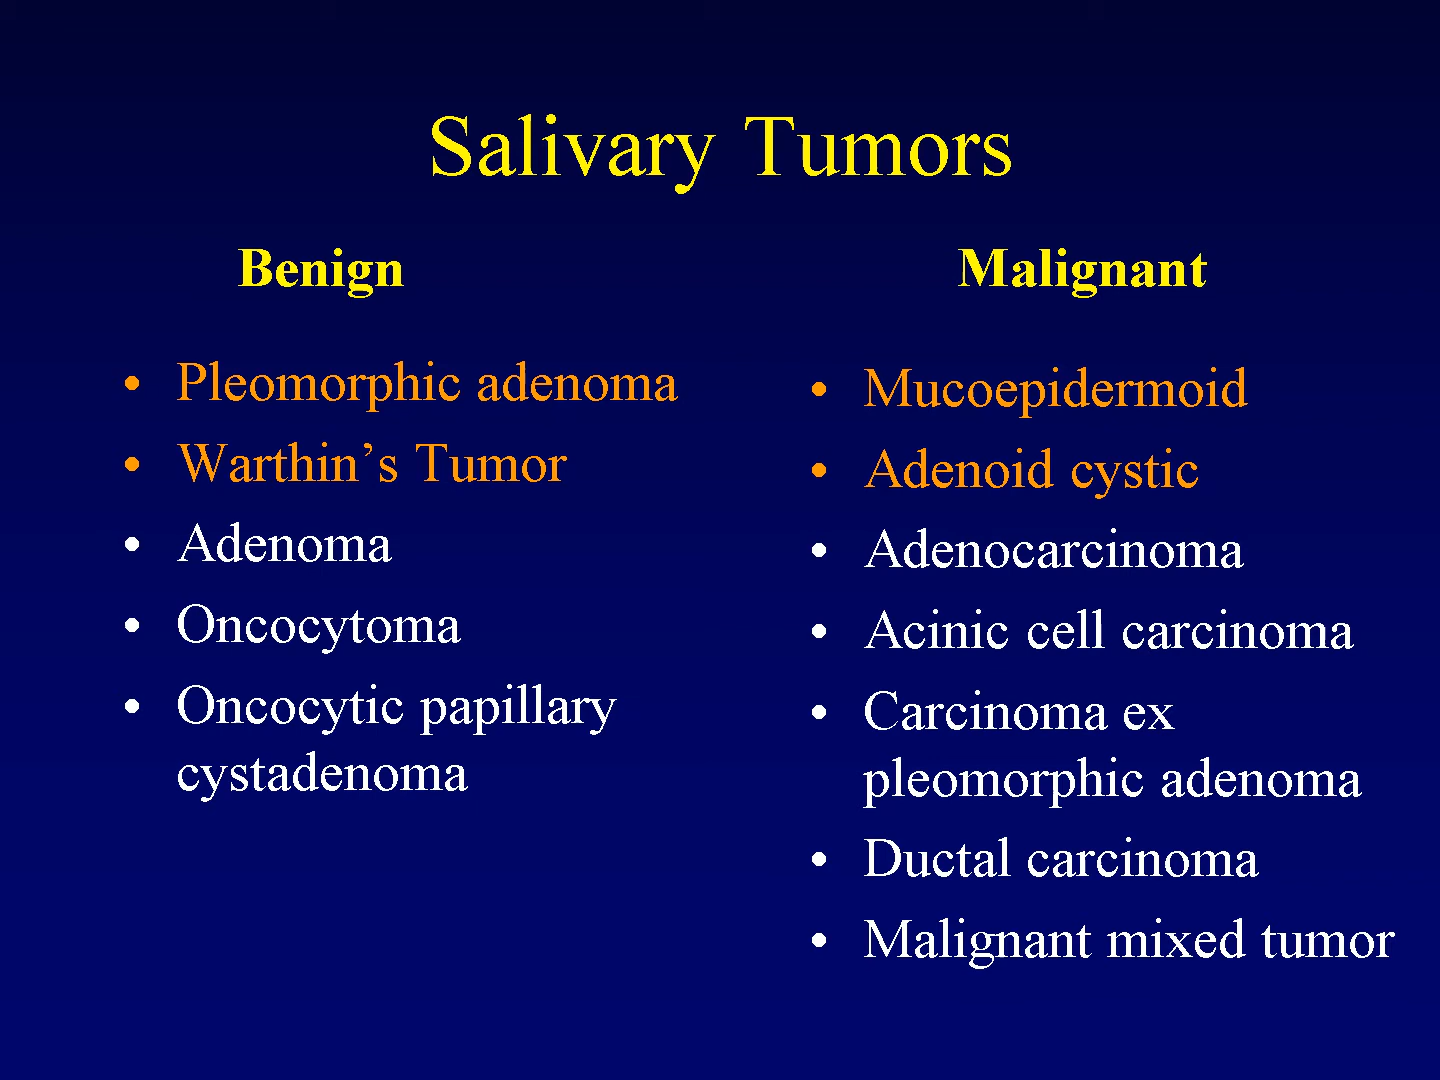 Salivary Tumors
Benign
• Pleomorphic adenoma
• Warthin’s Tumor
• Adenoma
• Oncocytoma
• Oncocytic papillary
cystadenoma
Malignant
• Mucoepidermoid
• Adenoid cystic
• Adenocarcinoma
• Acinic cell carcinoma
• Carcinoma ex
pleomorphic adenoma
• Ductal carcinoma
• Malignant mixed tumor